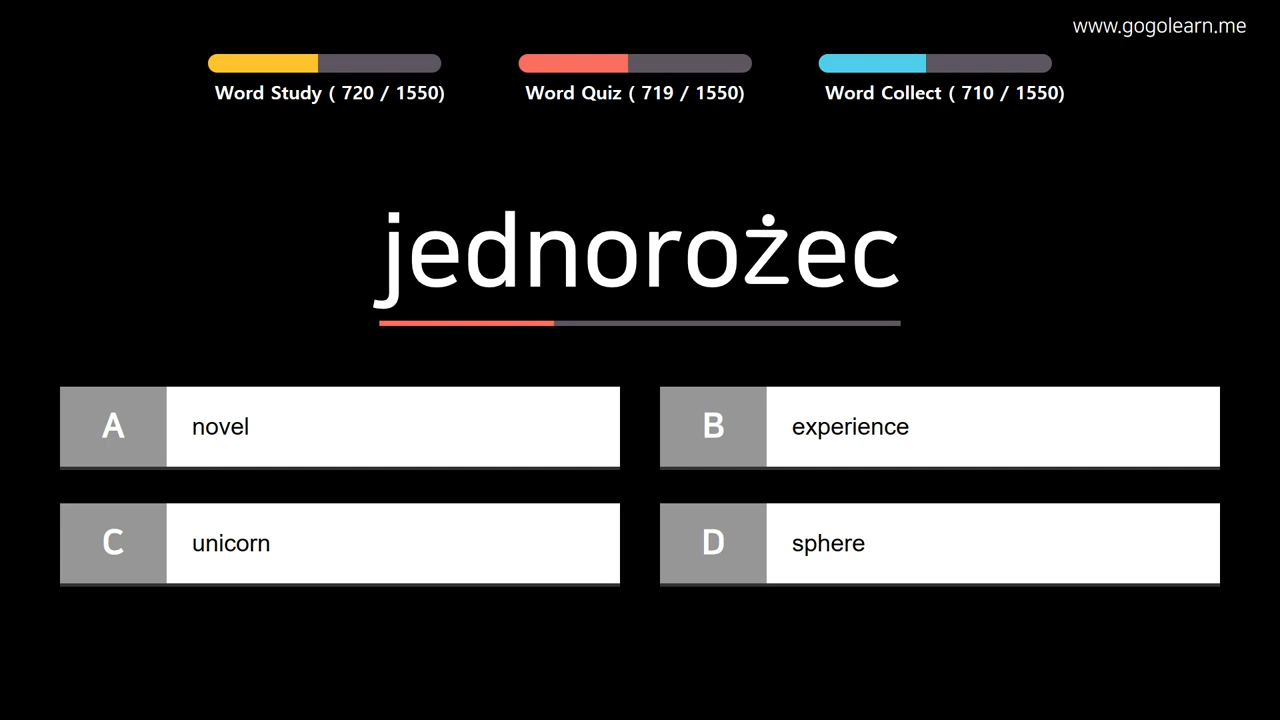 www.gogolearn.me
Word Study ( 720 / 1550)
Word Quiz ( 719 / 1550)
Word Collect ( 710 / 1550)
jednorożec
A novel
B experience
C unicorn
D sphere